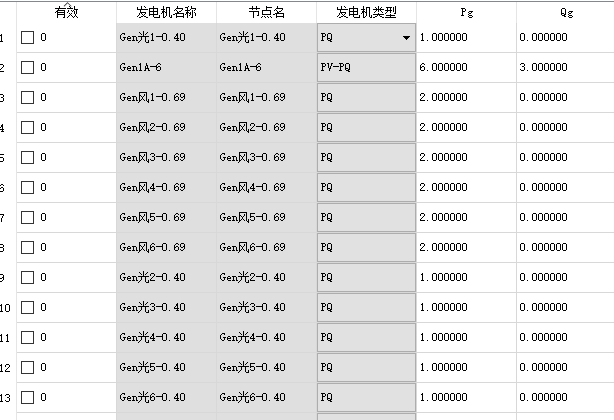 有效 发电机名称 节点名 发电机类型 Pg Qg
1 0 Gen光1-0.40 Gen光1-0.40 PQ 1.000000 0.000000
2 0 Gen1A-6 Gen1A-6 PV-PQ 6.000000 3.000000
3 0 Gen风1-0.69 Gen风1-0.69 PQ 2.000000 0.000000
4 0 Gen风2-0.69 Gen风2-0.69 PQ 2.000000 0.000000
5 0 Gen风3-0.69 Gen风3-0.69 PQ 2.000000 0.000000
6 0 Gen风4-0.69 Gen风4-0.69 PQ 2.000000 0.000000
7 0 Gen风5-0.69 Gen风5-0.69 PQ 2.000000 0.000000
8 0 Gen风6-0.69 Gen风6-0.69 PQ 2.000000 0.000000
9 0 Gen光2-0.40 Gen光2-0.40 PQ 1.000000 0.000000
10 0 Gen光3-0.40 Gen光3-0.40 PQ 1.000000 0.000000
11 0 Gen光4-0.40 Gen光4-0.40 PQ 1.000000 0.000000
12 0 Gen光5-0.40 Gen光5-0.40 PQ 1.000000 0.000000
13 0 Gen光6-0.40 Gen光6-0.40 PQ 1.000000 0.000000